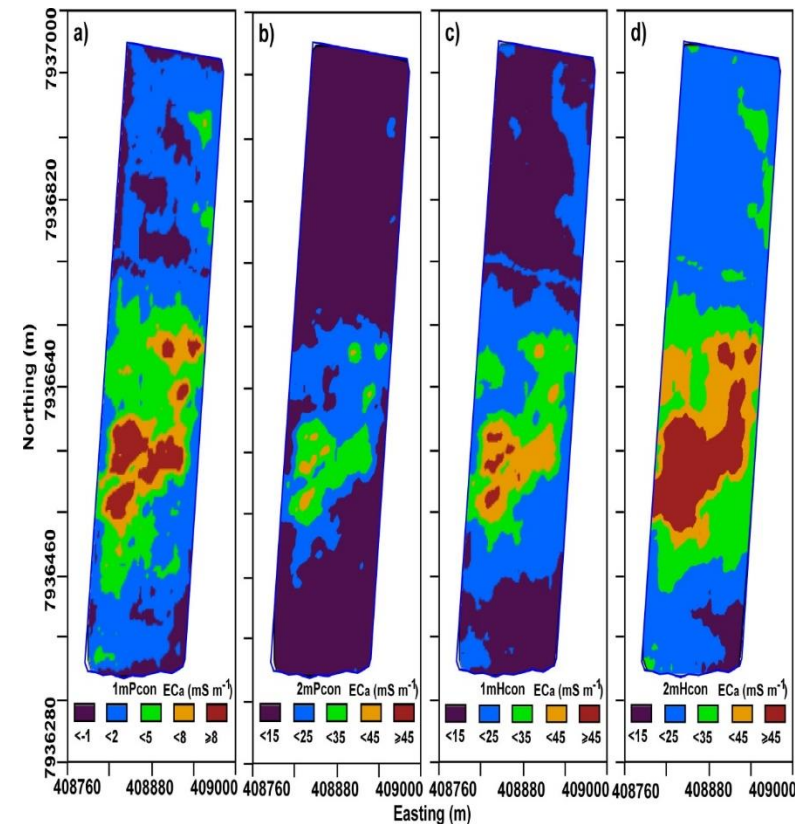 a)
b)
c)
d)
7937000
7936820
7936640
7936460
7936280
Northing (m)
1mPcon ECa (mS m⁻¹)
<-1 <2 <5 <8 ≥8
2mPcon ECa (mS m⁻¹)
<15 <25 <35 <45 ≥45
1mHcon ECa (mS m⁻¹)
<15 <25 <35 <45 ≥45
2mHcon ECa (mS m⁻¹)
<15 <25 <35 <45 ≥45
408760 408880 409000
408760 408880 409000
408760 408880 409000
408760 408880 409000
Easting (m)